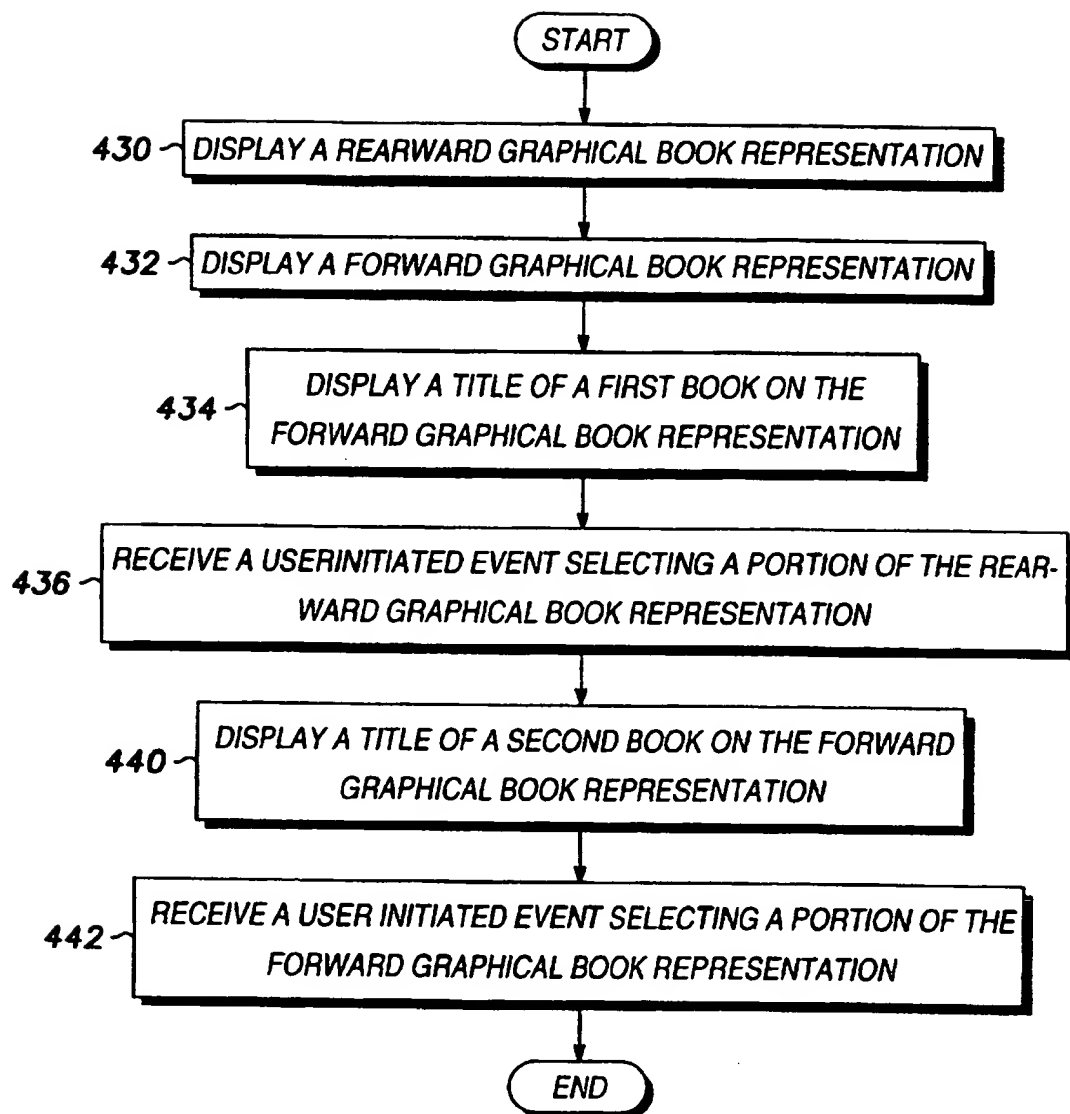 START
430 DISPLAY A REARWARD GRAPHICAL BOOK REPRESENTATION
432 DISPLAY A FORWARD GRAPHICAL BOOK REPRESENTATION
434 DISPLAY A TITLE OF A FIRST BOOK ON THE
FORWARD GRAPHICAL BOOK REPRESENTATION
436 RECEIVE A USERINITIATED EVENT SELECTING A PORTION OF THE REAR-
WARD GRAPHICAL BOOK REPRESENTATION
440 DISPLAY A TITLE OF A SECOND BOOK ON THE FORWARD
GRAPHICAL BOOK REPRESENTATION
442 RECEIVE A USER INITIATED EVENT SELECTING A PORTION OF THE
FORWARD GRAPHICAL BOOK REPRESENTATION
END